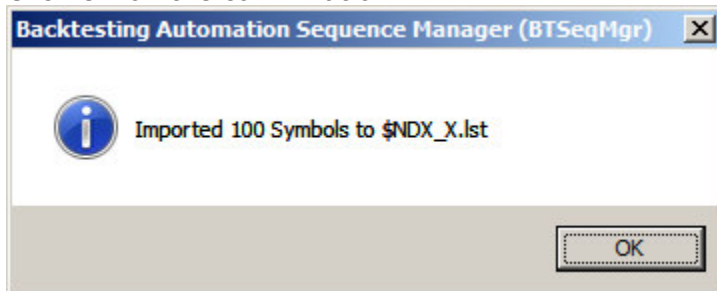 Backtesting Automation Sequence Manager (BTSeqMgr)
Imported 100 Symbols to $NDX_X.lst
OK